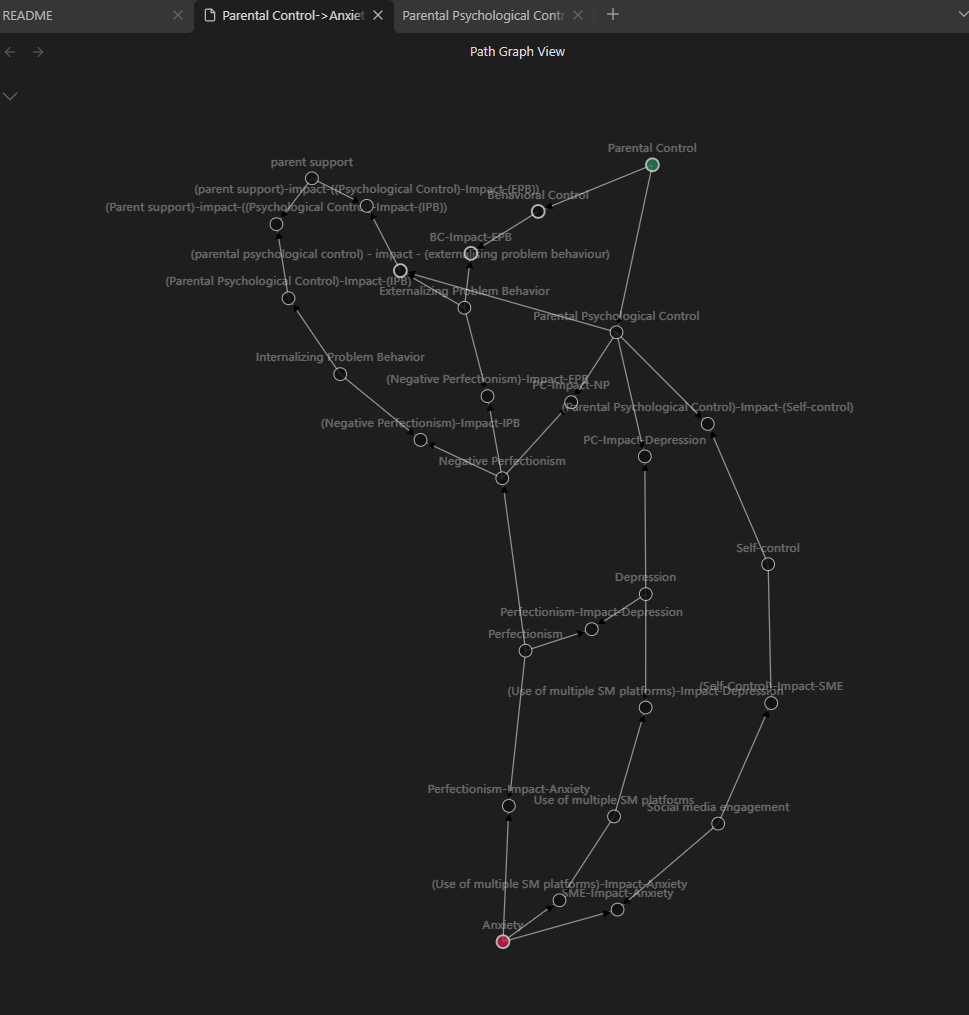 README
Parental Control->Anxiet
Parental Psychological Contr
Path Graph View
Parental Control
parent support
(parent support)-impact-((Psychological Control)-Impact-(EPB))
Behavioral Control
(Parent support)-impact-((Psychological Control)-Impact-(IPB))
BC-Impact-EPB
(parental psychological control) - impact - (externalising problem behaviour)
(Parental Psychological Control)-Impact-(IPB)
Externalizing Problem Behavior
Parental Psychological Control
Internalizing Problem Behavior
(Negative Perfectionism)-Impact-EPB
PC-Impact-NP
(Parental Psychological Control)-Impact-(Self-control)
(Negative Perfectionism)-Impact-IPB
PC-Impact-Depression
Negative Perfectionism
Self-control
Depression
Perfectionism-Impact-Depression
Perfectionism
(Self-Control)-Impact-SME
(Use of multiple SM platforms)-Impact-Depression
Perfectionism-Impact-Anxiety
Use of multiple SM platforms
Social media engagement
(Use of multiple SM platforms)-Impact-Anxiety
SME-Impact-Anxiety
Anxiety